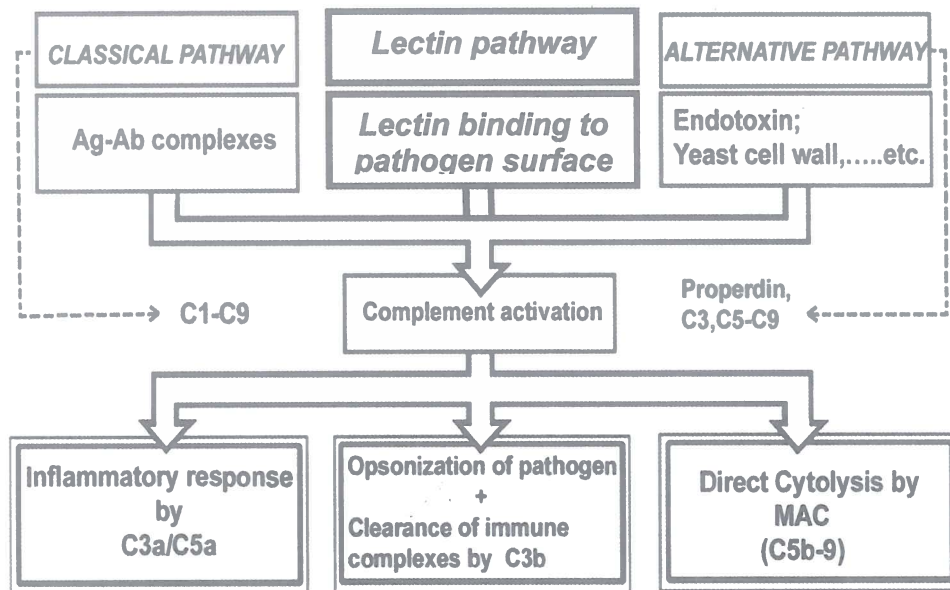 CLASSICAL PATHWAY
Lectin pathway
ALTERNATIVE PATHWAY
Ag-Ab complexes
Lectin binding to
pathogen surface
Endotoxin;
Yeast cell wall,.....etc.
C1-C9
Complement activation
Properdin,
C3,C5-C9
Inflammatory response
by
C3a/C5a
Opsonization of pathogen
+
Clearance of immune
complexes by C3b
Direct Cytolysis by
MAC
(C5b-9)